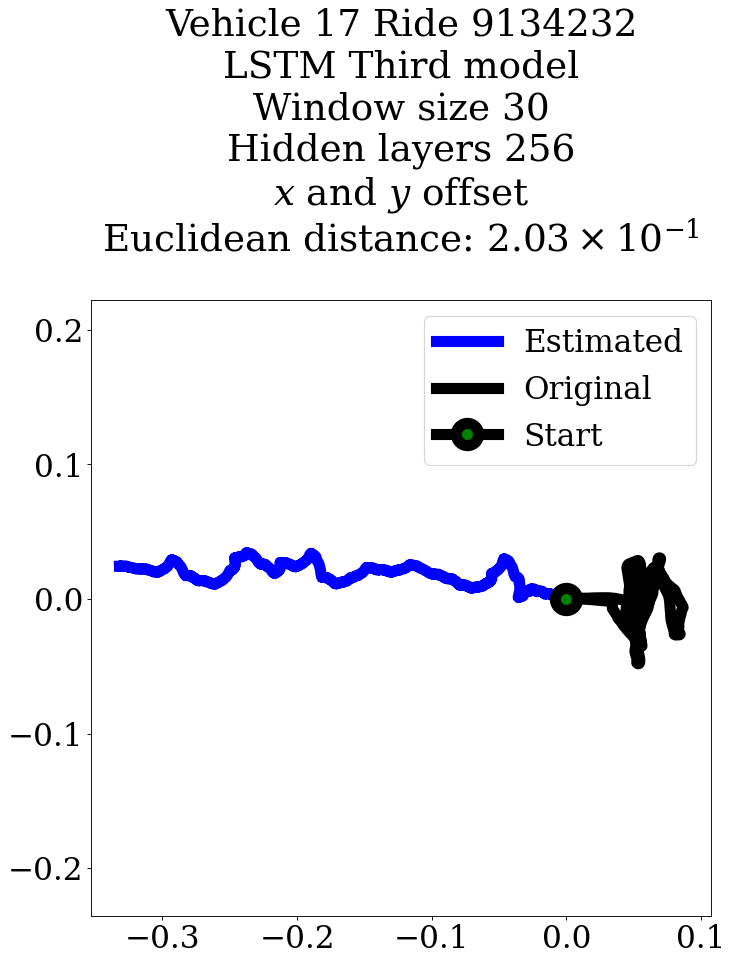 Vehicle 17 Ride 9134232
LSTM Third model
Window size 30
Hidden layers 256
x and y offset
Euclidean distance: 2.03 × 10⁻¹
Estimated
Original
Start
0.2
0.1
0.0
−0.1
−0.2
−0.3
−0.2
−0.1
0.0
0.1